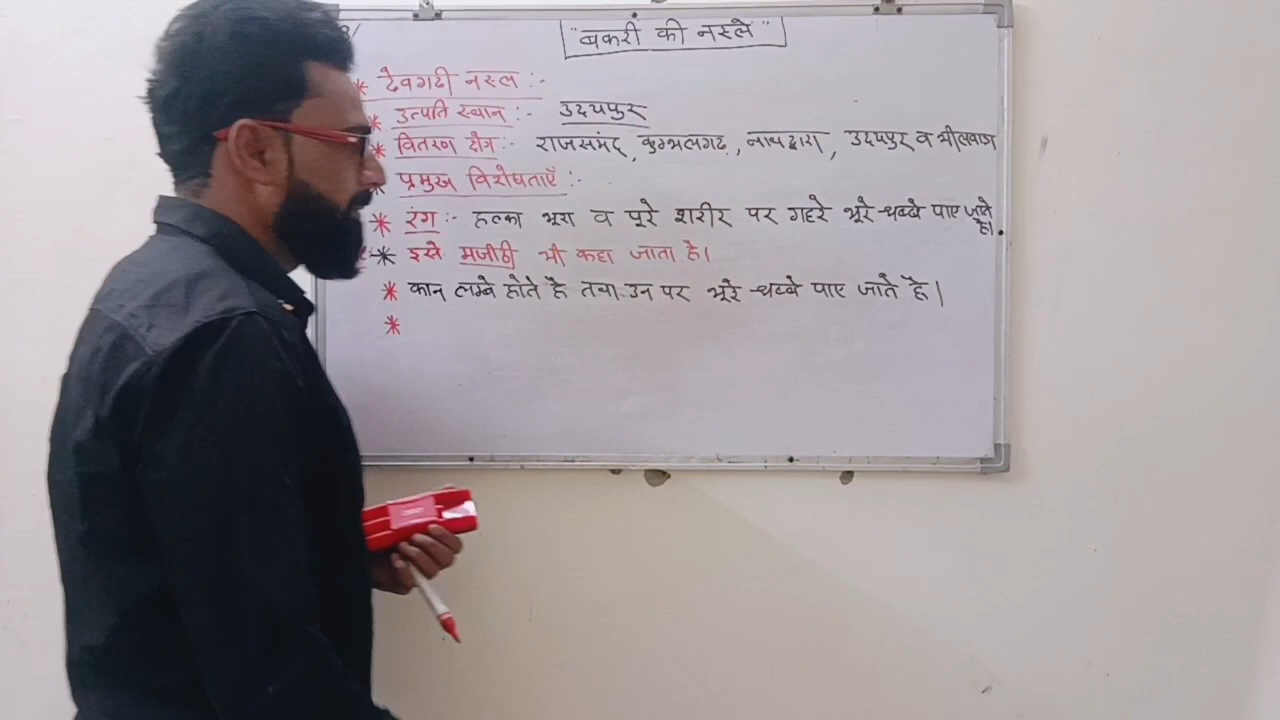 "बकरी की नस्ले"
* देवगढी नस्ल :-
* उत्पति स्थान :- उदयपुर
* वितरण क्षेत्र :- राजसमंद, कुम्भलगढ, नाथद्वारा, उदयपुर व भीलवाडा
* प्रमुख विशेषताएँ :-
* रंग :- हल्का भूरा व पूरे शरीर पर गहरे भूरे धब्बे पाए जाते है।
* इसे मजीठी भी कहा जाता है।
* कान लम्बे होते है तथा उन पर भूरे धब्बे पाए जाते है।
*